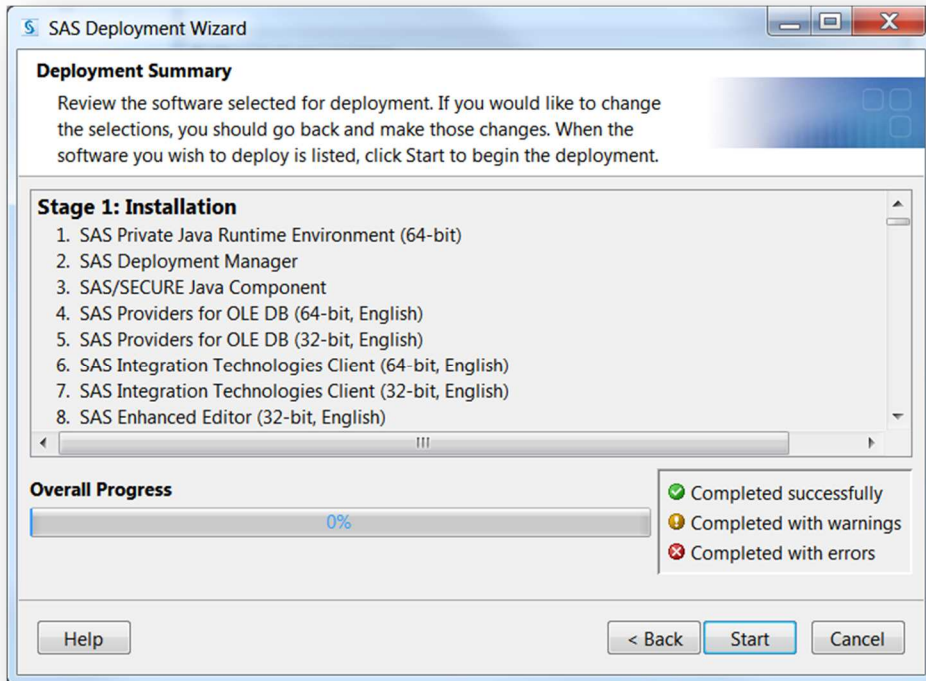 SAS Deployment Wizard
Deployment Summary
Review the software selected for deployment. If you would like to change
the selections, you should go back and make those changes. When the
software you wish to deploy is listed, click Start to begin the deployment.
Stage 1: Installation
1. SAS Private Java Runtime Environment (64-bit)
2. SAS Deployment Manager
3. SAS/SECURE Java Component
4. SAS Providers for OLE DB (64-bit, English)
5. SAS Providers for OLE DB (32-bit, English)
6. SAS Integration Technologies Client (64-bit, English)
7. SAS Integration Technologies Client (32-bit, English)
8. SAS Enhanced Editor (32-bit, English)
Overall Progress
0%
Completed successfully
Completed with warnings
Completed with errors
Help
< Back
Start
Cancel